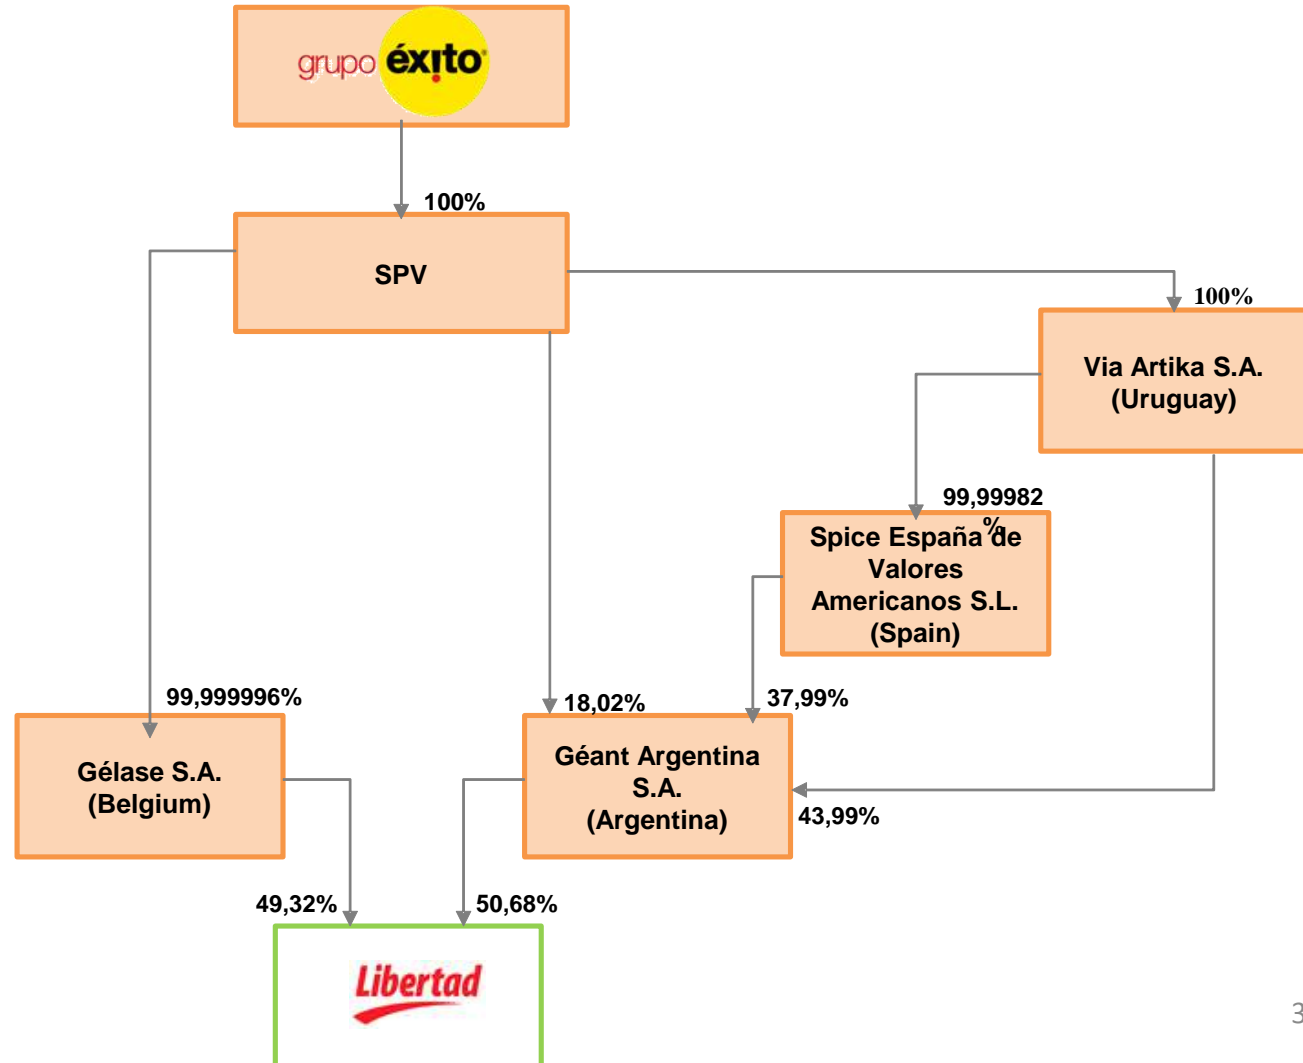 grupo éxito
100%
SPV
100%
Via Artika S.A.
(Uruguay)
99,99982
%
Spice España de
Valores
Americanos S.L.
(Spain)
99,999996%
18,02%
37,99%
Gélase S.A.
(Belgium)
Géant Argentina
S.A.
(Argentina)
43,99%
49,32%
50,68%
Libertad
3